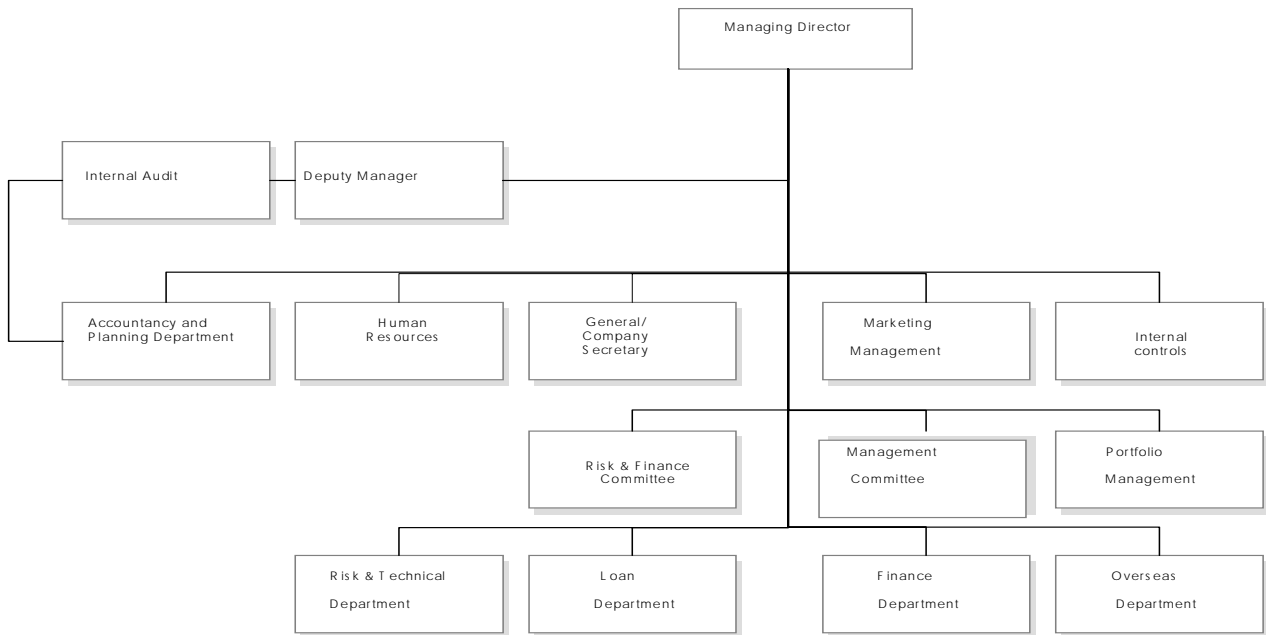 Managing Director
Internal Audit
Deputy Manager
Accountancy and
Planning Department
Human
Resources
General/
Company
Secretary
Marketing
Management
Internal
controls
Risk & Finance
Committee
Management
Committee
Portfolio
Management
Risk & Technical
Department
Loan
Department
Finance
Department
Overseas
Department